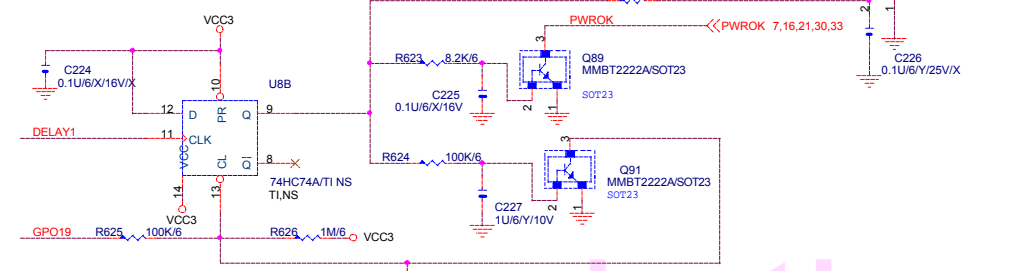 VCC3
PWROK
PWROK 7,16,21,30,33
2
1
3
R623
8.2K/6
Q89
MMBT2222A/SOT23
SOT23
C224
0.1U/6/X/16V/X
10
U8B
C226
0.1U/6/Y/25V/X
C225
0.1U/6/X/16V
2
1
12
D
PR
Q
9
DELAY1
11
CLK
VCC
CL
Q
8
3
R624
100K/6
Q91
MMBT2222A/SOT23
SOT23
74HC74A/TI NS
TI,NS
14
13
C227
1U/6/Y/10V
2
1
VCC3
GPO19
R625
100K/6
R626
1M/6
VCC3